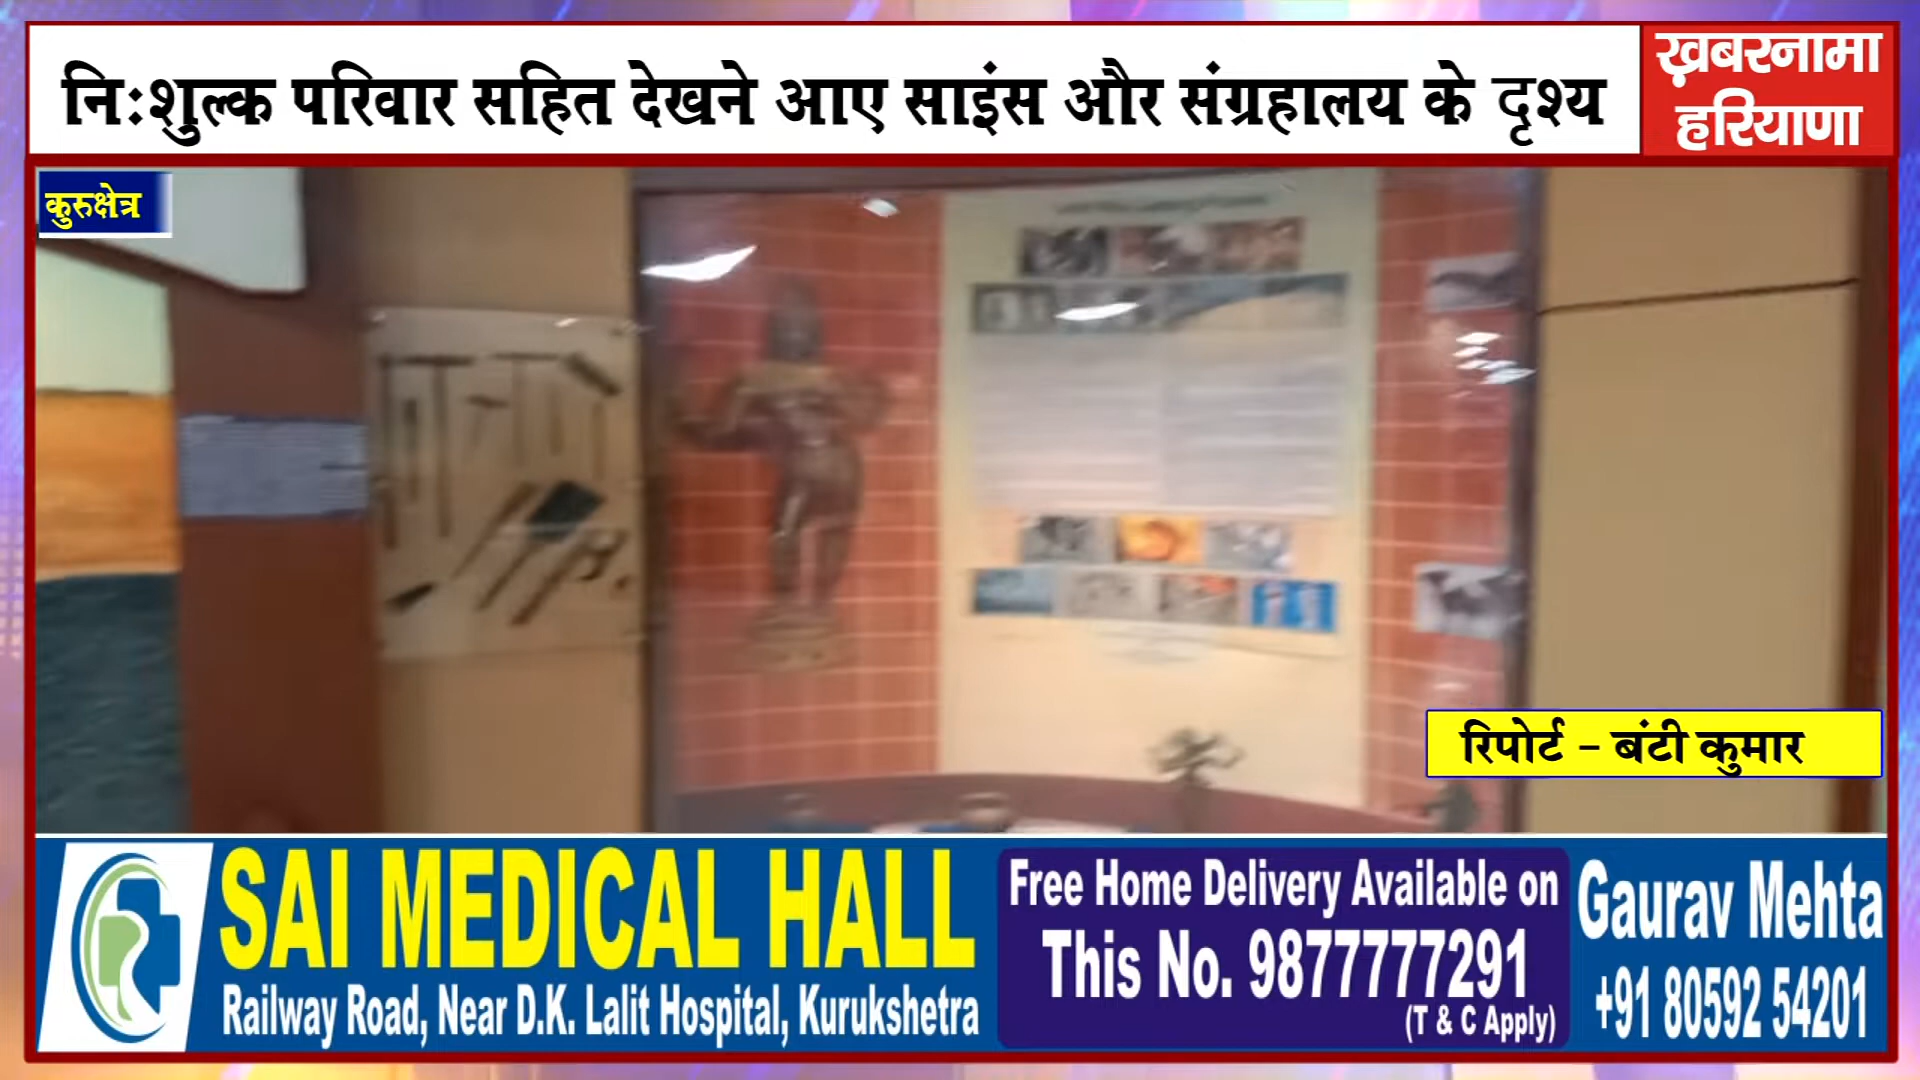 निःशुल्क परिवार सहित देखने आए साइंस और संग्रहालय के दृश्य
ख़बरनामा
हरियाणा
कुरुक्षेत्र
रिपोर्ट - बंटी कुमार
SAI MEDICAL HALL
Railway Road, Near D.K. Lalit Hospital, Kurukshetra
Free Home Delivery Available on
This No. 9877777291
(T & C Apply)
Gaurav Mehta
+91 80592 54201